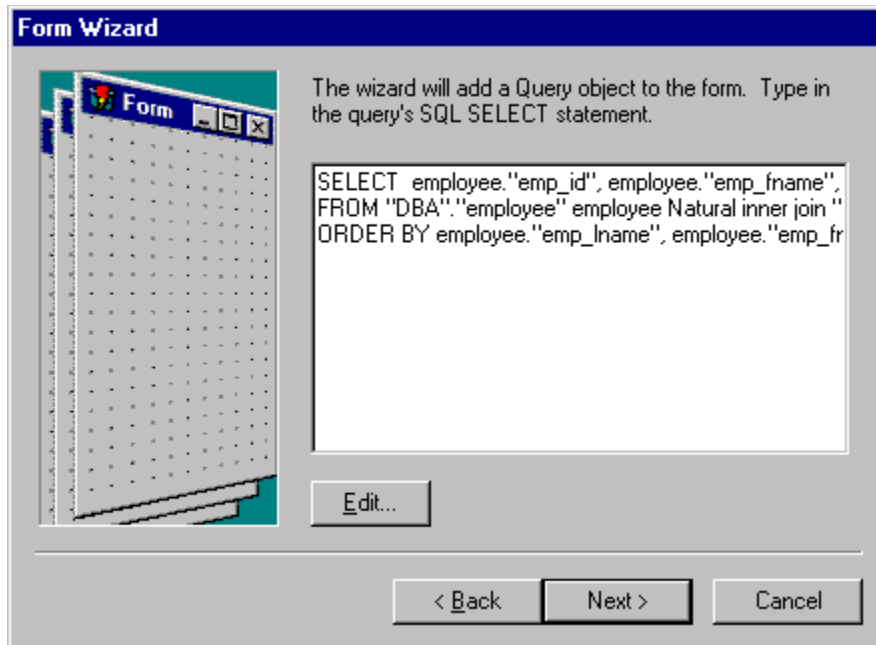 Form Wizard
Form
The wizard will add a Query object to the form. Type in
the query's SQL SELECT statement.
SELECT employee."emp_id", employee."emp_fname",
FROM "DBA"."employee" employee Natural inner join "
ORDER BY employee."emp_lname", employee."emp_fr
Edit...
< Back
Next >
Cancel